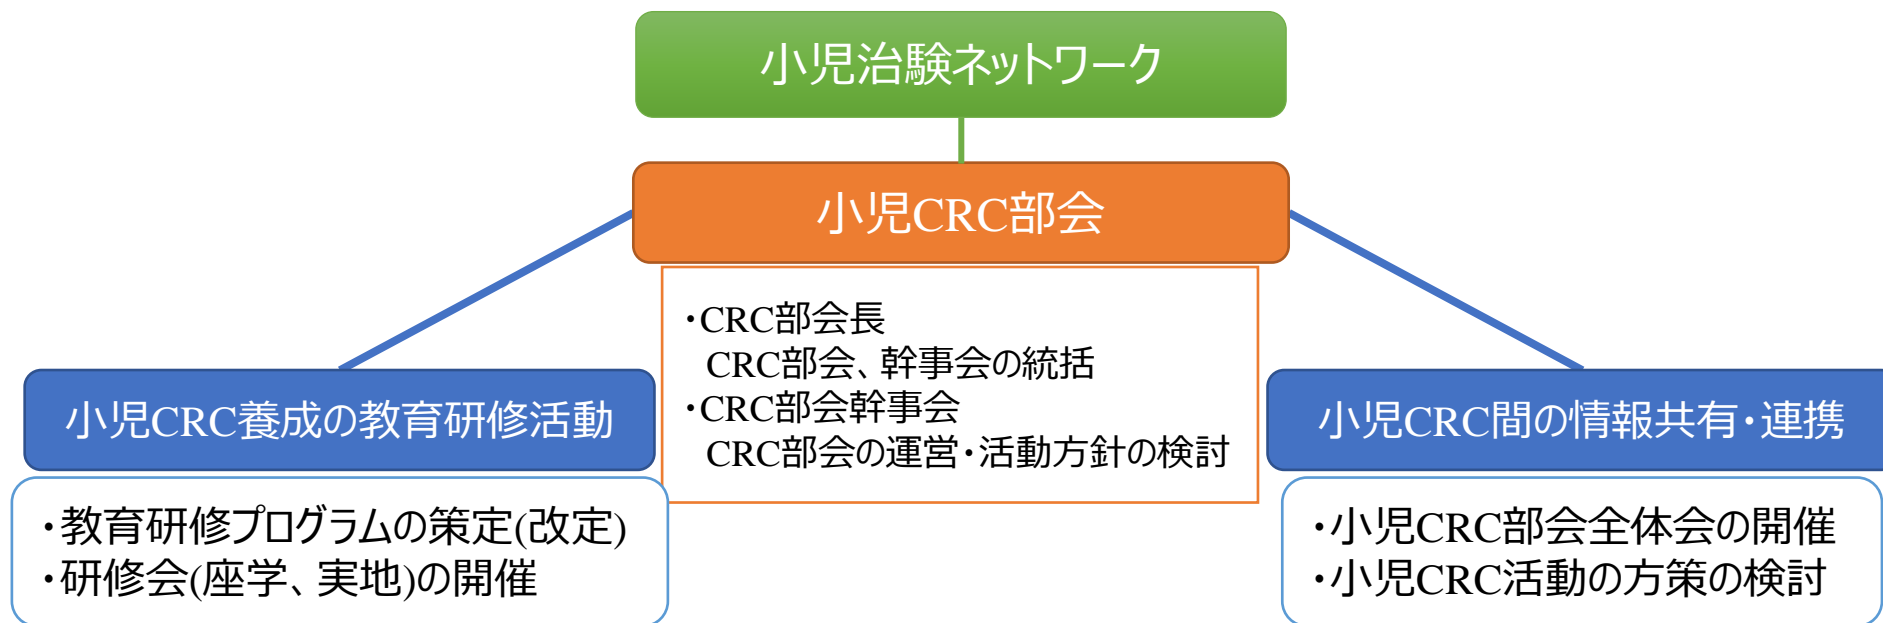 小児治験ネットワーク
小児CRC部会
・CRC部会長
CRC部会、幹事会の統括
・CRC部会幹事会
CRC部会の運営・活動方針の検討
小児CRC養成の教育研修活動
・教育研修プログラムの策定(改定)
・研修会(座学、実地)の開催
小児CRC間の情報共有・連携
・小児CRC部会全体会の開催
・小児CRC活動の方策の検討